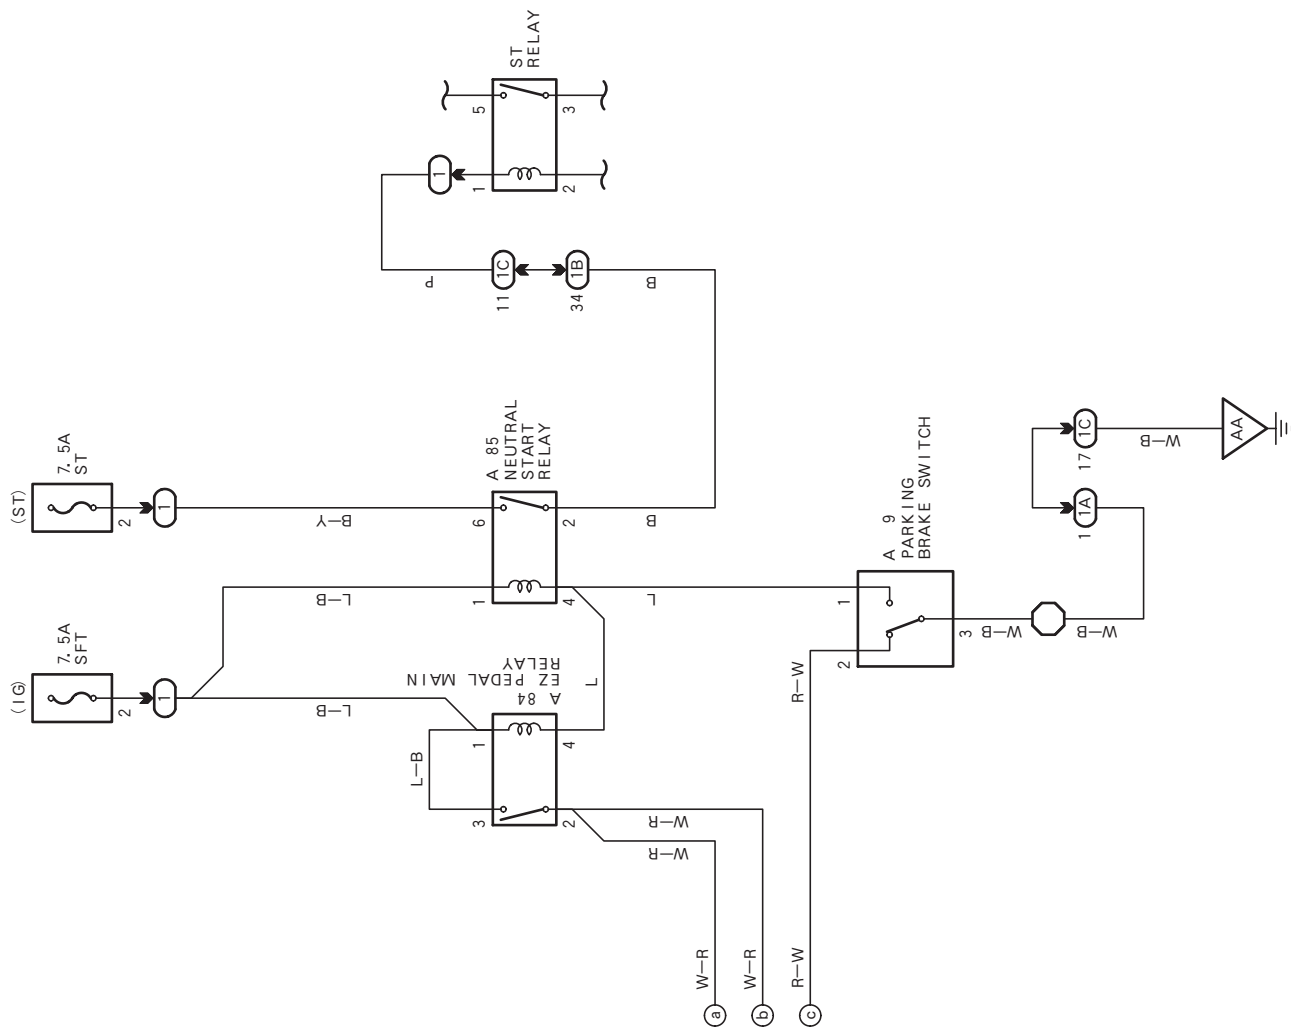 (IG)
7.5A
SFT
2
1
(ST)
7.5A
ST
2
1
L-B
L-B
B-Y
L-B
A 84
EZ PEDAL MAIN
RELAY
3
1
2
4
A 85
NEUTRAL
START
RELAY
1
6
4
2
P
1
11
1C
34
1B
B
B
ST
RELAY
1
5
2
3
L
L
W-R
W-R
W-R
W-R
R-W
R-W
a
b
c
A 9
PARKING
BRAKE SWITCH
2
1
3
W-B
W-B
1
1A
17
1C
W-B
AA